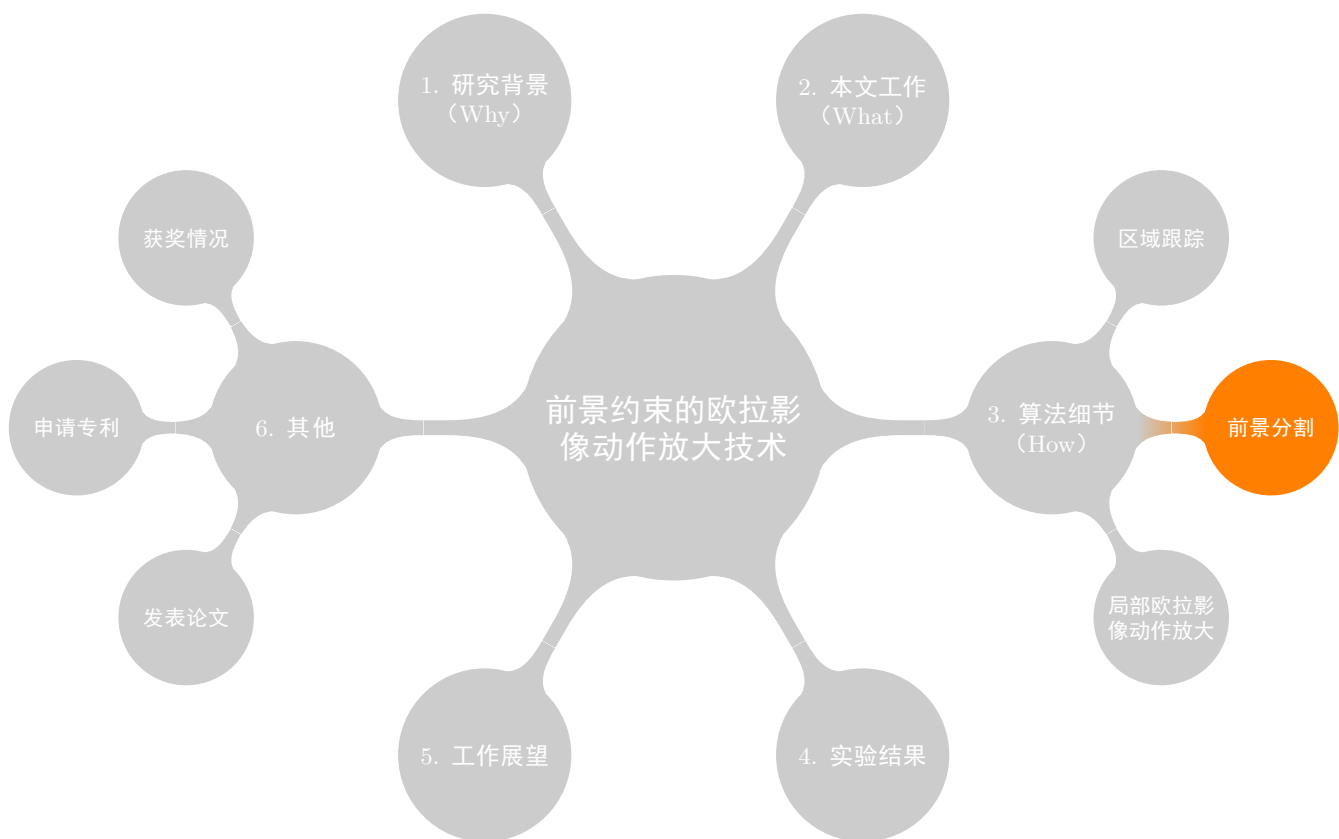 1. 研究背景
（Why）
2. 本文工作
（What）
获奖情况
区域跟踪
申请专利
6. 其他
前景约束的欧拉影
像动作放大技术
3. 算法细节
（How）
前景分割
发表论文
局部欧拉影
像动作放大
5. 工作展望
4. 实验结果